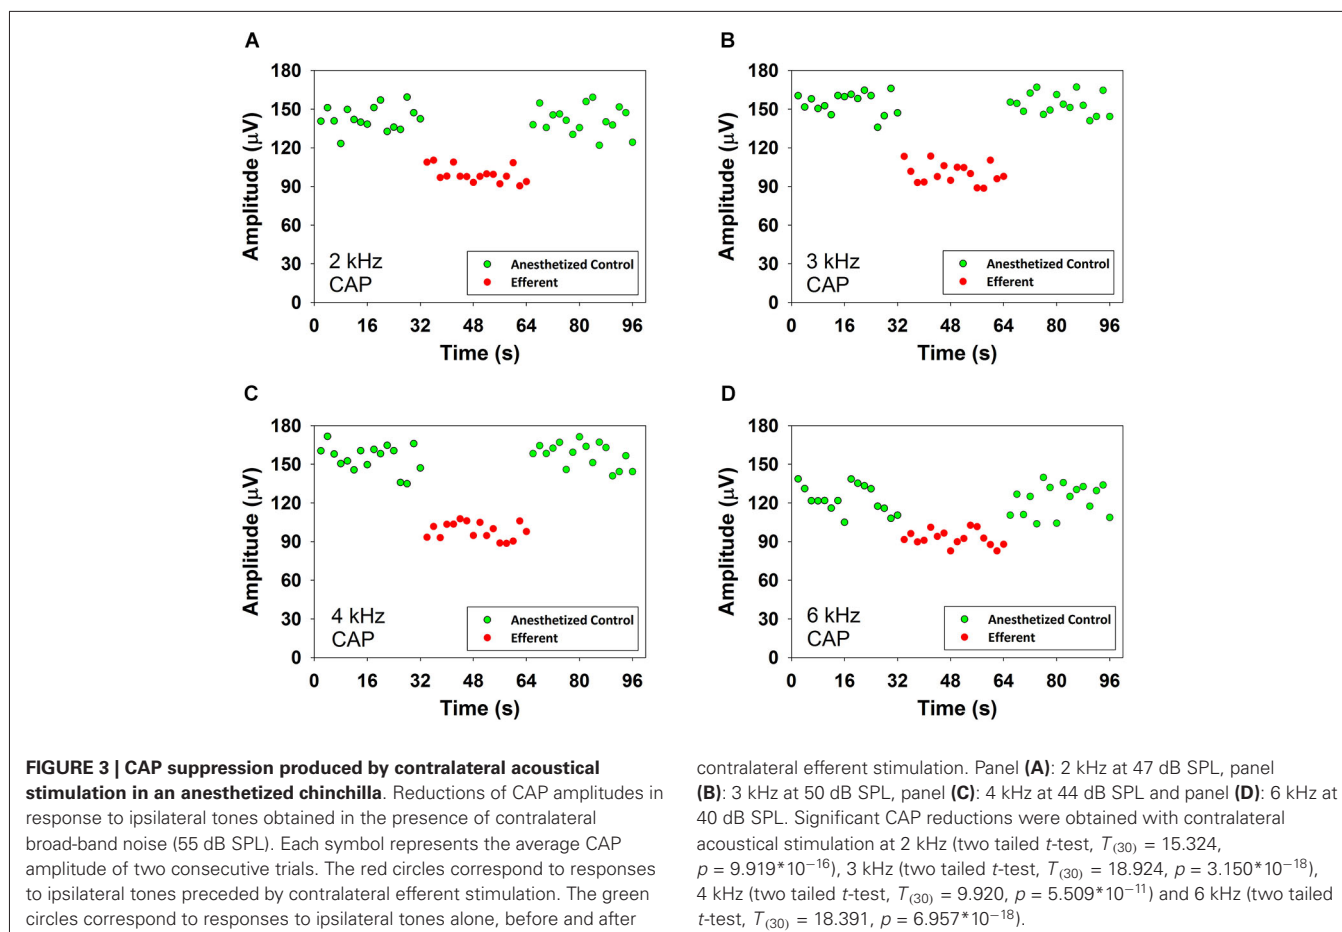 A
180
150
120
90
60
30
0
Amplitude (μV)
2 kHz
CAP
Anesthetized Control
Efferent
0 16 32 48 64 80 96
Time (s)
B
180
150
120
90
60
30
0
Amplitude (μV)
3 kHz
CAP
Anesthetized Control
Efferent
0 16 32 48 64 80 96
Time (s)
C
180
150
120
90
60
30
0
Amplitude (μV)
4 kHz
CAP
Anesthetized Control
Efferent
0 16 32 48 64 80 96
Time (s)
D
180
150
120
90
60
30
0
Amplitude (μV)
6 kHz
CAP
Anesthetized Control
Efferent
0 16 32 48 64 80 96
Time (s)
FIGURE 3 | CAP suppression produced by contralateral acoustical
stimulation in an anesthetized chinchilla. Reductions of CAP amplitudes in
response to ipsilateral tones obtained in the presence of contralateral
broad-band noise (55 dB SPL). Each symbol represents the average CAP
amplitude of two consecutive trials. The red circles correspond to responses
to ipsilateral tones preceded by contralateral efferent stimulation. The green
circles correspond to responses to ipsilateral tones alone, before and after
contralateral efferent stimulation. Panel (A): 2 kHz at 47 dB SPL, panel
(B): 3 kHz at 50 dB SPL, panel (C): 4 kHz at 44 dB SPL and panel (D): 6 kHz at
40 dB SPL. Significant CAP reductions were obtained with contralateral
acoustical stimulation at 2 kHz (two tailed t-test, T(30) = 15.324,
p = 9.919*10−16), 3 kHz (two tailed t-test, T(30) = 18.924, p = 3.150*10−18),
4 kHz (two tailed t-test, T(30) = 9.920, p = 5.509*10−11) and 6 kHz (two tailed
t-test, T(30) = 18.391, p = 6.957*10−18).